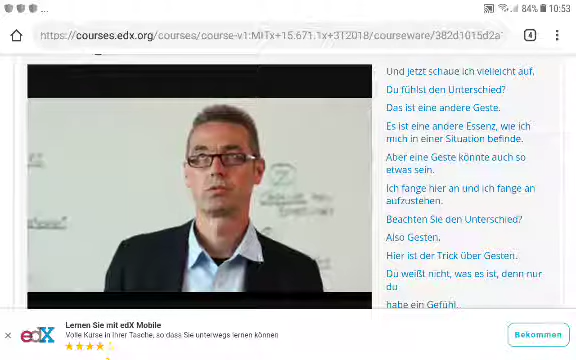 ...
84%
10:53
https://courses.edx.org/courses/course-v1:MITx+15.671.1x+3T2018/courseware/382d1015d2a
4
Und jetzt schaue ich vielleicht auf.
Du fühlst den Unterschied?
Das ist eine andere Geste.
Es ist eine andere Essenz, wie ich
mich in einer Situation befinde.
Aber eine Geste könnte auch so
etwas sein.
Ich fange hier an und ich fange an
aufzustehen.
Beachten Sie den Unterschied?
Also Gesten.
Hier ist der Trick über Gesten.
Du weißt nicht, was es ist, denn nur
du
habe ein Gefühl.
edX
Lernen Sie mit edX Mobile
Volle Kurse in Ihrer Tasche, so dass Sie unterwegs lernen können
Bekommen